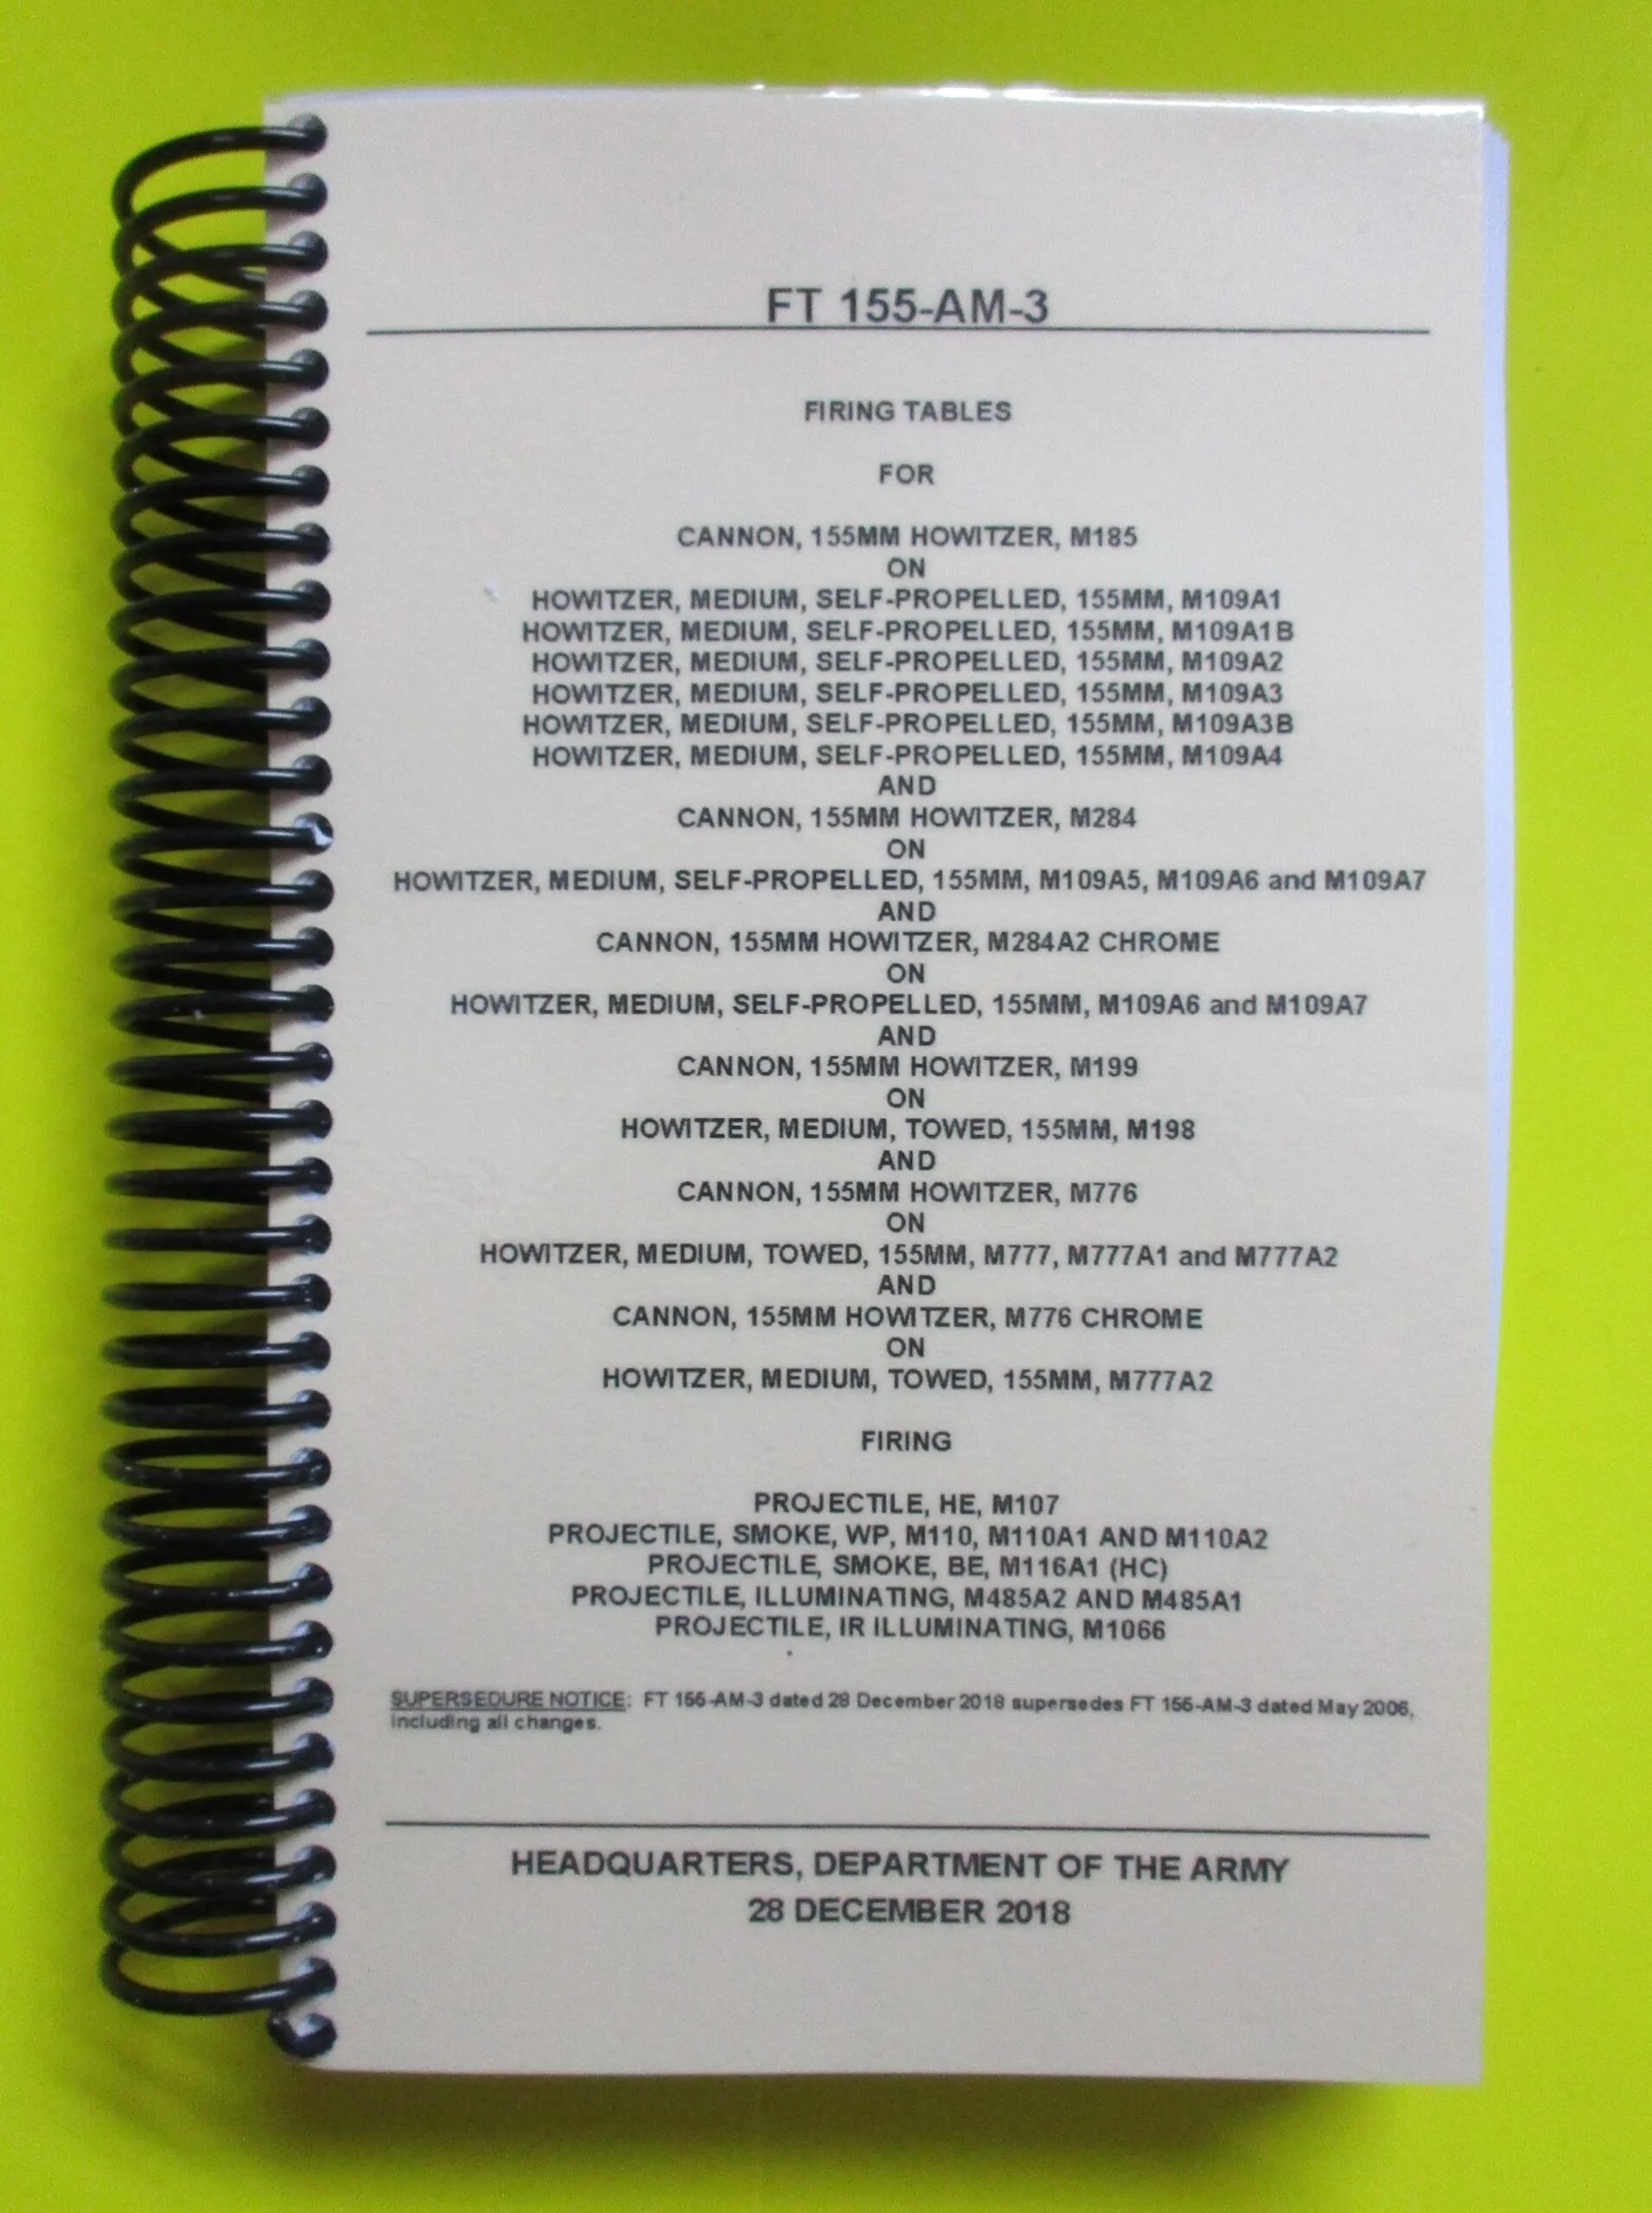 FT 155-AM-3
FIRING TABLES
FOR
CANNON, 155MM HOWITZER, M185
ON
HOWITZER, MEDIUM, SELF-PROPELLED, 155MM, M109A1
HOWITZER, MEDIUM, SELF-PROPELLED, 155MM, M109A1B
HOWITZER, MEDIUM, SELF-PROPELLED, 155MM, M109A2
HOWITZER, MEDIUM, SELF-PROPELLED, 155MM, M109A3
HOWITZER, MEDIUM, SELF-PROPELLED, 155MM, M109A3B
HOWITZER, MEDIUM, SELF-PROPELLED, 155MM, M109A4
AND
CANNON, 155MM HOWITZER, M284
ON
HOWITZER, MEDIUM, SELF-PROPELLED, 155MM, M109A5, M109A6 and M109A7
AND
CANNON, 155MM HOWITZER, M284A2 CHROME
ON
HOWITZER, MEDIUM, SELF-PROPELLED, 155MM, M109A6 and M109A7
AND
CANNON, 155MM HOWITZER, M199
ON
HOWITZER, MEDIUM, TOWED, 155MM, M198
AND
CANNON, 155MM HOWITZER, M776
ON
HOWITZER, MEDIUM, TOWED, 155MM, M777, M777A1 and M777A2
AND
CANNON, 155MM HOWITZER, M776 CHROME
ON
HOWITZER, MEDIUM, TOWED, 155MM, M777A2
FIRING
PROJECTILE, HE, M107
PROJECTILE, SMOKE, WP, M110, M110A1 AND M110A2
PROJECTILE, SMOKE, BE, M116A1 (HC)
PROJECTILE, ILLUMINATING, M485A2 AND M485A1
PROJECTILE, IR ILLUMINATING, M1066
SUPERSEDURE NOTICE: FT 155-AM-3 dated 28 December 2018 supersedes FT 155-AM-3 dated May 2006,
including all changes.
HEADQUARTERS, DEPARTMENT OF THE ARMY
28 DECEMBER 2018